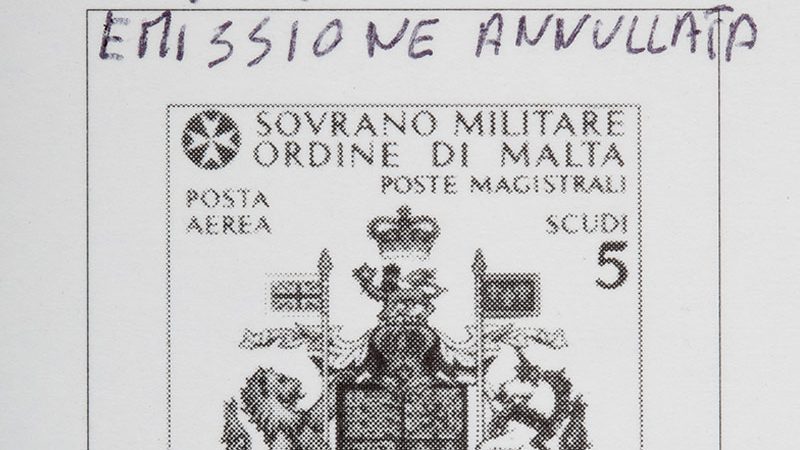 EMISSIONE ANNULLATA
SOVRANO MILITARE
ORDINE DI MALTA
POSTE MAGISTRALI
POSTA
AEREA
SCUDI
5